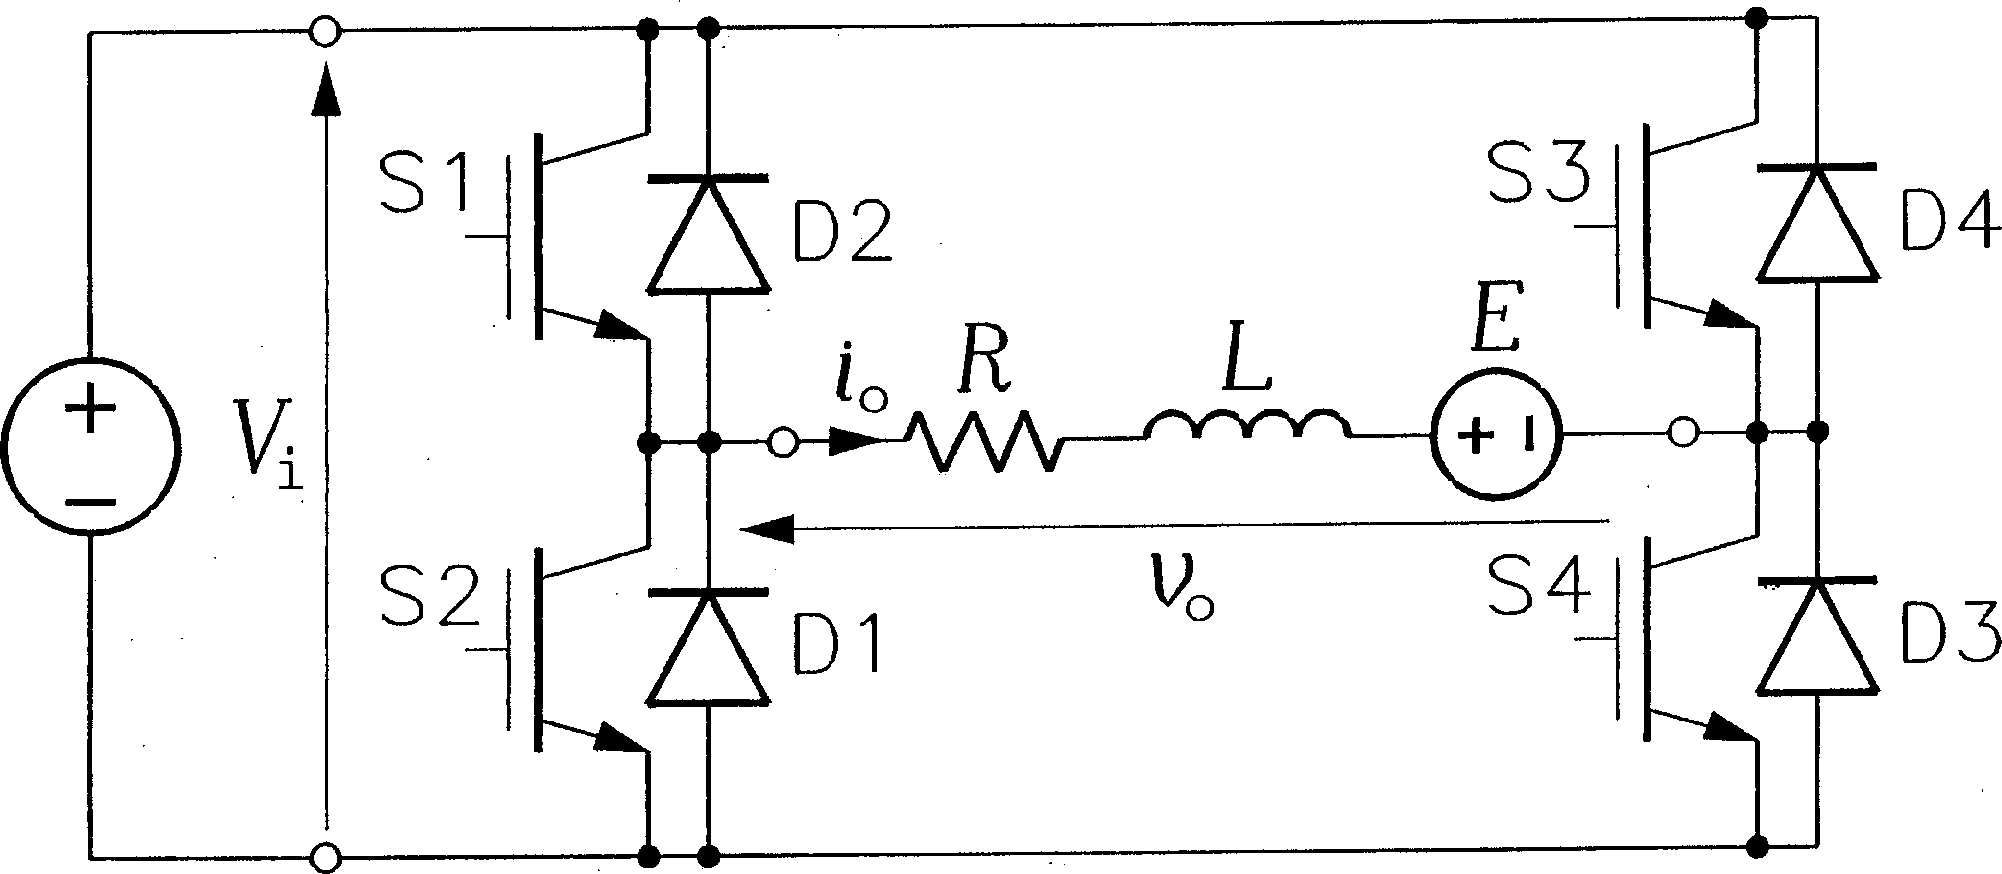 S1
D2
S3
D4
E
R
L
i_o
+
V_i
−
+ −
v_o
S2
D1
S4
D3